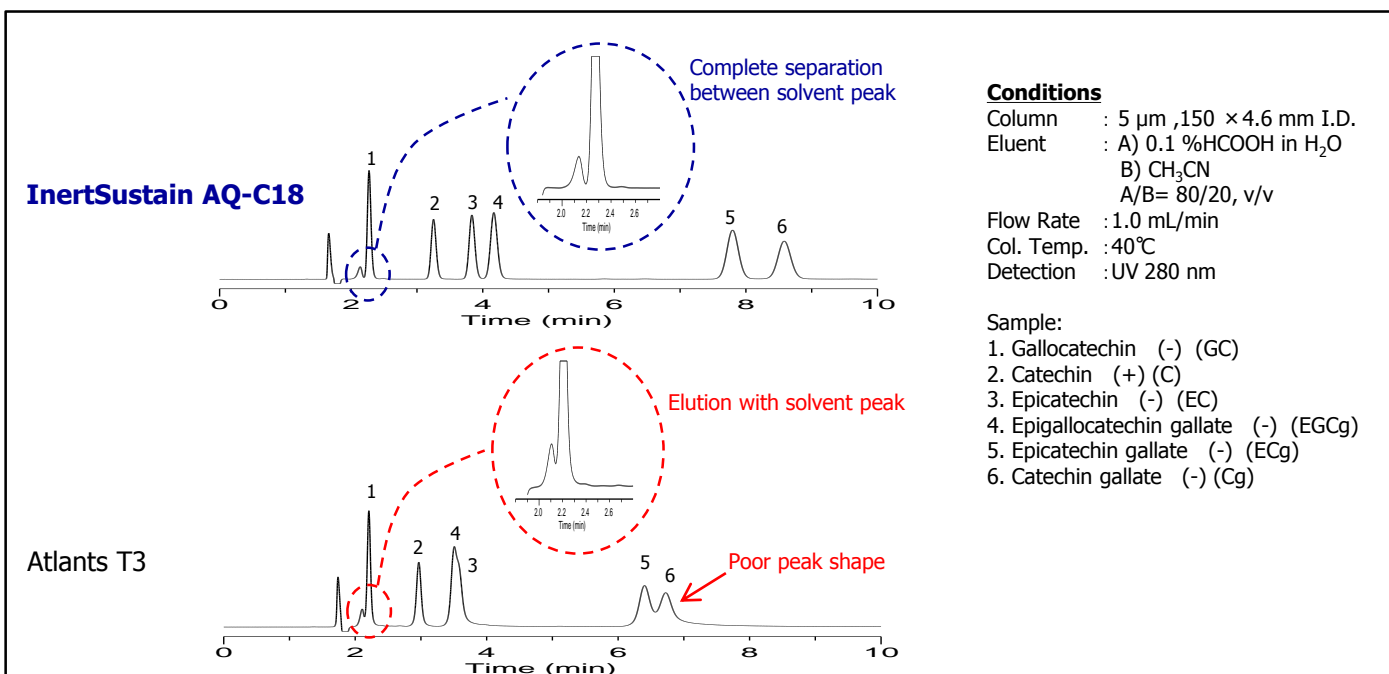 Complete separation
between solvent peak
InertSustain AQ-C18
1
2
3
4
5
6
2.0 2.2 2.4 2.6
Time (min)
0 2 4 6 8 10
Time (min)
Elution with solvent peak
Atlants T3
1
2
4
3
5
6
Poor peak shape
2.0 2.2 2.4 2.6
Time (min)
0 2 4 6 8 10
Time (min)
Conditions
Column : 5 µm ,150 ×4.6 mm I.D.
Eluent : A) 0.1 %HCOOH in H₂O
B) CH₃CN
A/B= 80/20, v/v
Flow Rate :1.0 mL/min
Col. Temp. :40℃
Detection :UV 280 nm
Sample:
1. Gallocatechin (-) (GC)
2. Catechin (+) (C)
3. Epicatechin (-) (EC)
4. Epigallocatechin gallate (-) (EGCg)
5. Epicatechin gallate (-) (ECg)
6. Catechin gallate (-) (Cg)